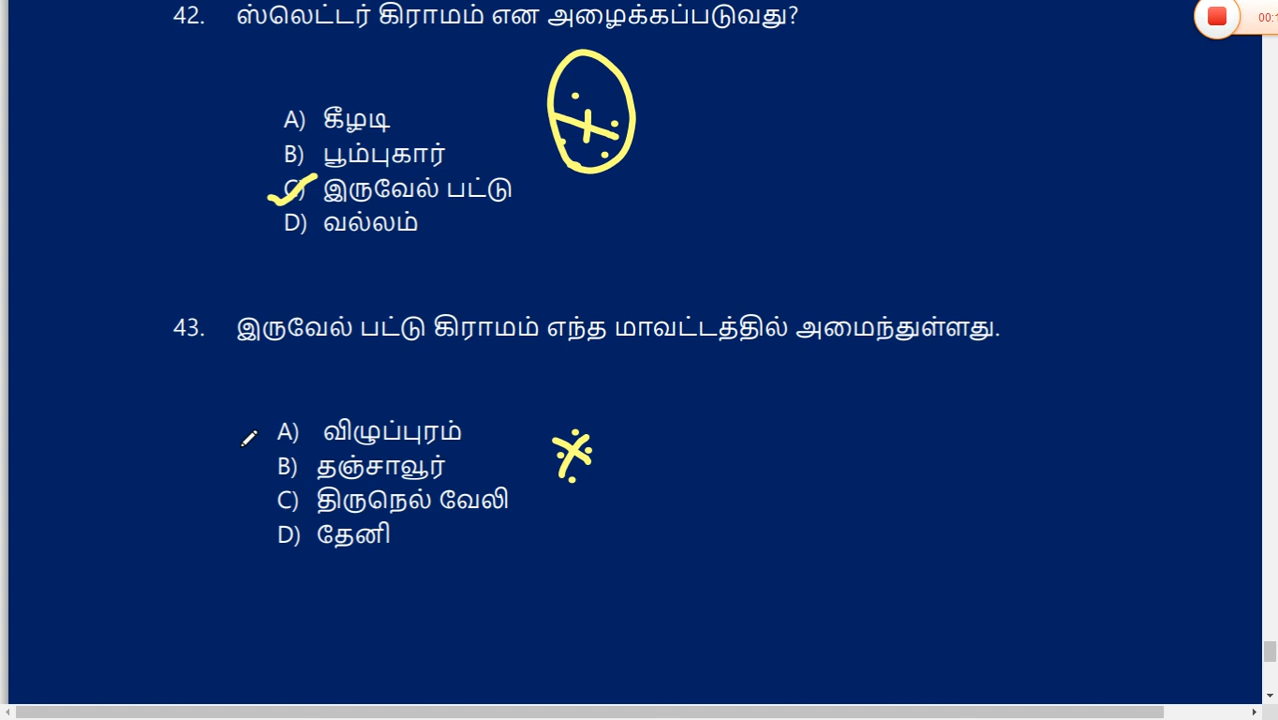 42. ஸ்லெட்டர் கிராமம் என அழைக்கப்படுவது?
A) கீழடி
B) பூம்புகார்
C) இருவேல் பட்டு
D) வல்லம்
43. இருவேல் பட்டு கிராமம் எந்த மாவட்டத்தில் அமைந்துள்ளது.
A) விழுப்புரம்
B) தஞ்சாவூர்
C) திருநெல் வேலி
D) தேனி